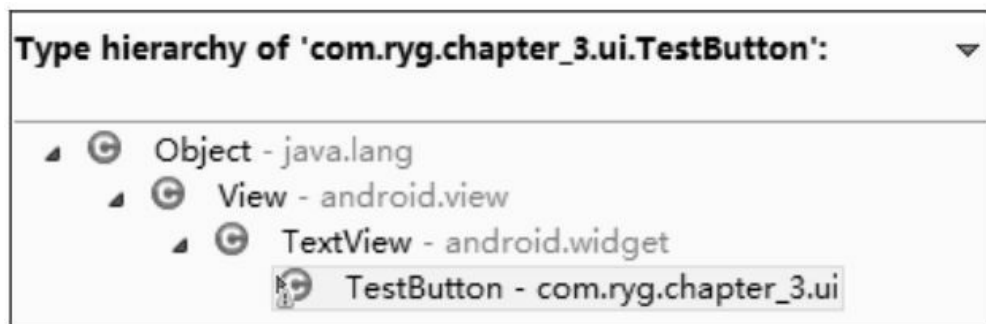 Type hierarchy of 'com.ryg.chapter_3.ui.TestButton':
Object - java.lang
View - android.view
TextView - android.widget
TestButton - com.ryg.chapter_3.ui